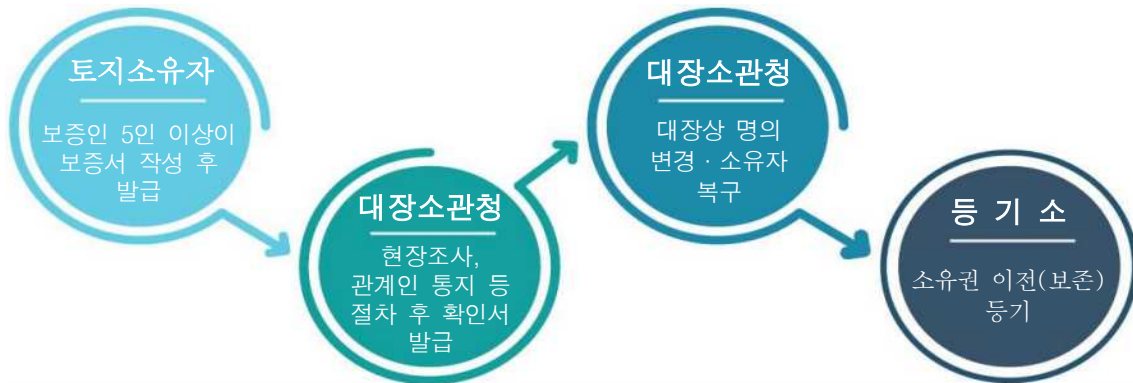 토지소유자
보증인 5인 이상이
보증서 작성 후
발급
대장소관청
현장조사,
관계인 통지 등
절차 후 확인서
발급
대장소관청
대장상 명의
변경 · 소유자
복구
등 기 소
소유권 이전(보존)
등기